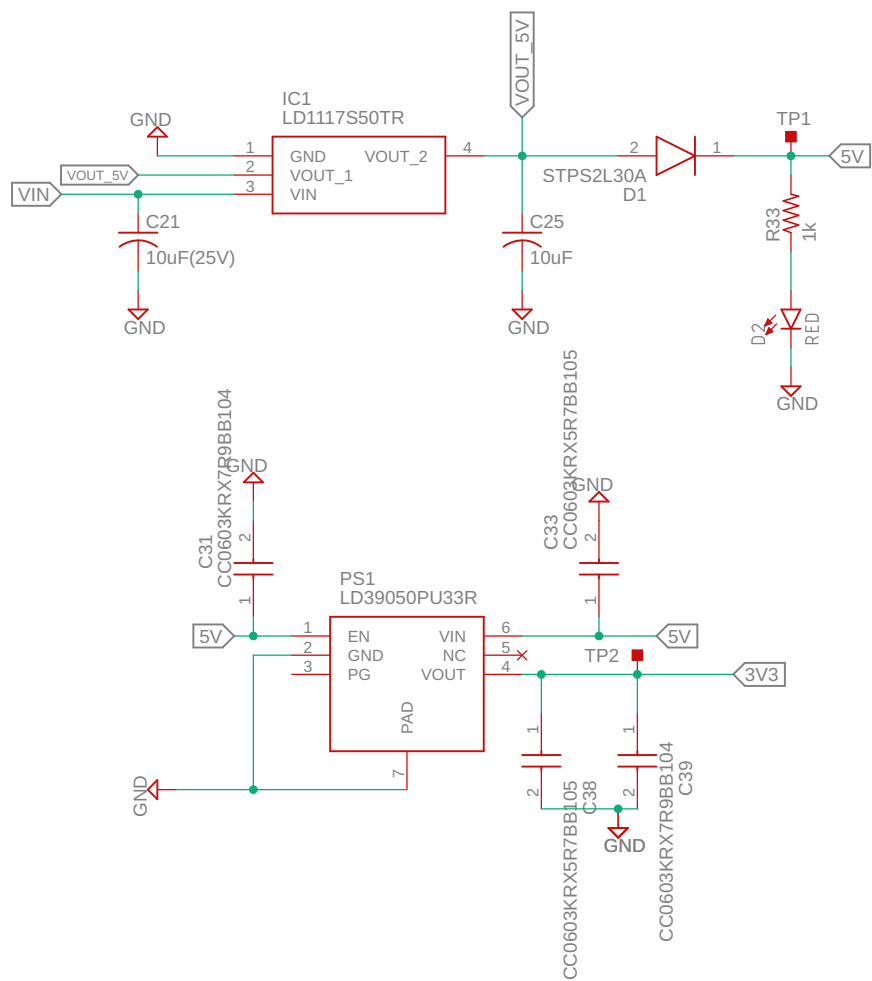 VOUT_5V
IC1
LD1117S50TR
GND
1
GND
VOUT_2
4
VOUT_5V
2
VOUT_1
VIN
3
VIN
C21
10uF(25V)
GND
C25
10uF
GND
2
1
STPS2L30A
D1
TP1
5V
R33
1k
D2
RED
GND
GND
C31
CC0603KRX7R9BB104
2
1
GND
C33
CC0603KRX5R7BB105
2
1
PS1
LD39050PU33R
5V
1
EN
VIN
6
5V
2
GND
NC
5
TP2
3
PG
VOUT
4
3V3
PAD
7
GND
1
2
C38
CC0603KRX5R7BB105
1
2
C39
CC0603KRX7R9BB104
GND